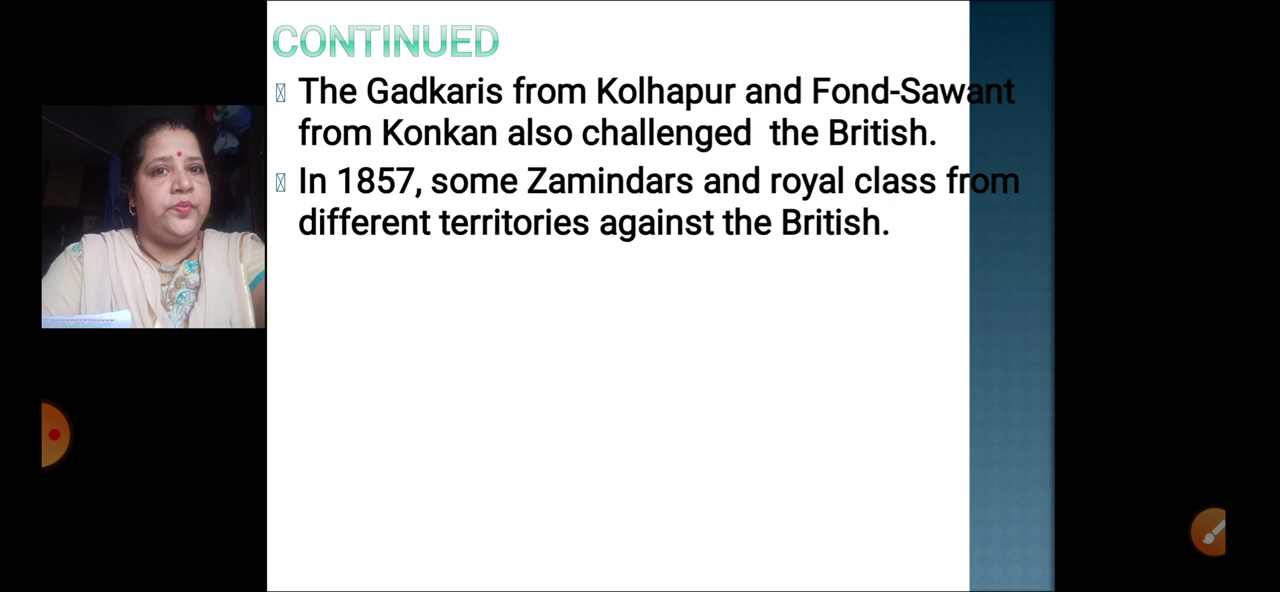 CONTINUED
The Gadkaris from Kolhapur and Fond-Sawant
from Konkan also challenged the British.
In 1857, some Zamindars and royal class from
different territories against the British.